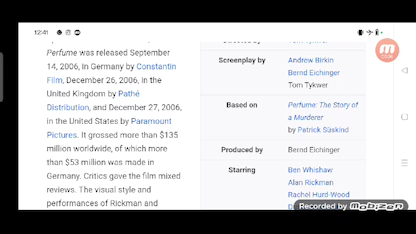 12:41
Perfume was released September
14, 2006, in Germany by Constantin
Film, December 26, 2006, in the
United Kingdom by Pathé
Distribution, and December 27, 2006,
in the United States by Paramount
Pictures. It grossed more than $135
million worldwide, of which more
than $53 million was made in
Germany. Critics gave the film mixed
reviews. The visual style and
performances of Rickman and
Screenplay by
Andrew Birkin
Bernd Eichinger
Tom Tykwer
Based on
Perfume: The Story of
a Murderer
by Patrick Süskind
Produced by
Bernd Eichinger
Starring
Ben Whishaw
Alan Rickman
Rachel Hurd-Wood
Recorded by
Mobizen